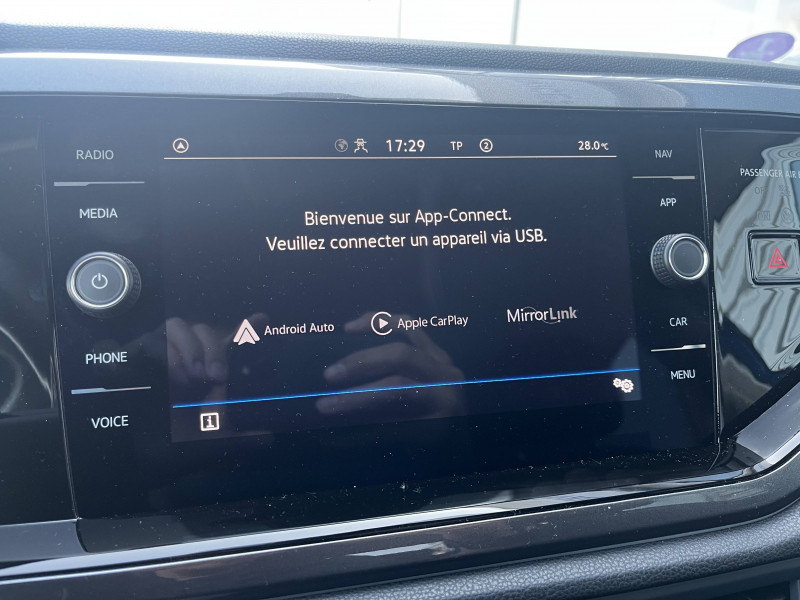 RADIO
MEDIA
PHONE
VOICE
17:29 TP 2 28.0°C
Bienvenue sur App-Connect.
Veuillez connecter un appareil via USB.
Android Auto Apple CarPlay MirrorLink
i
NAV
APP
CAR
MENU
PASSENGER AIR